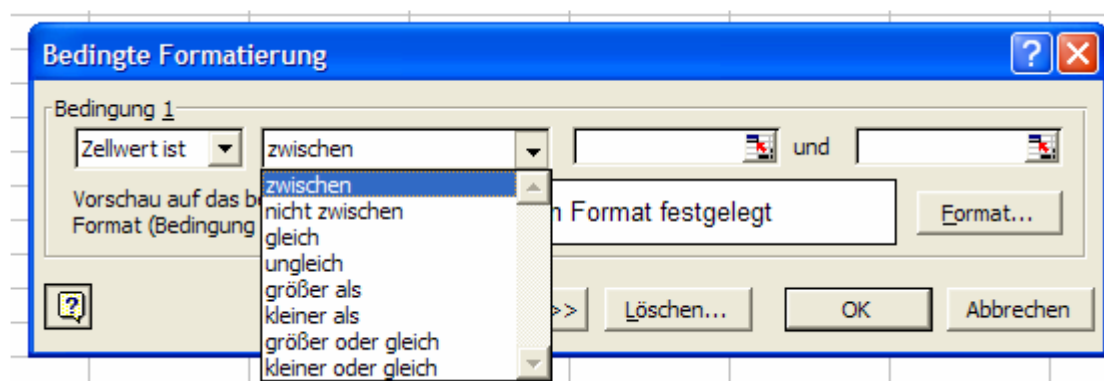 Bedingte Formatierung
Bedingung 1
Zellwert ist zwischen und
zwischen
nicht zwischen
gleich
ungleich
größer als
kleiner als
größer oder gleich
kleiner oder gleich
Vorschau auf das
Format (Bedingung
Format festgelegt
Format...
>> Löschen... OK Abbrechen